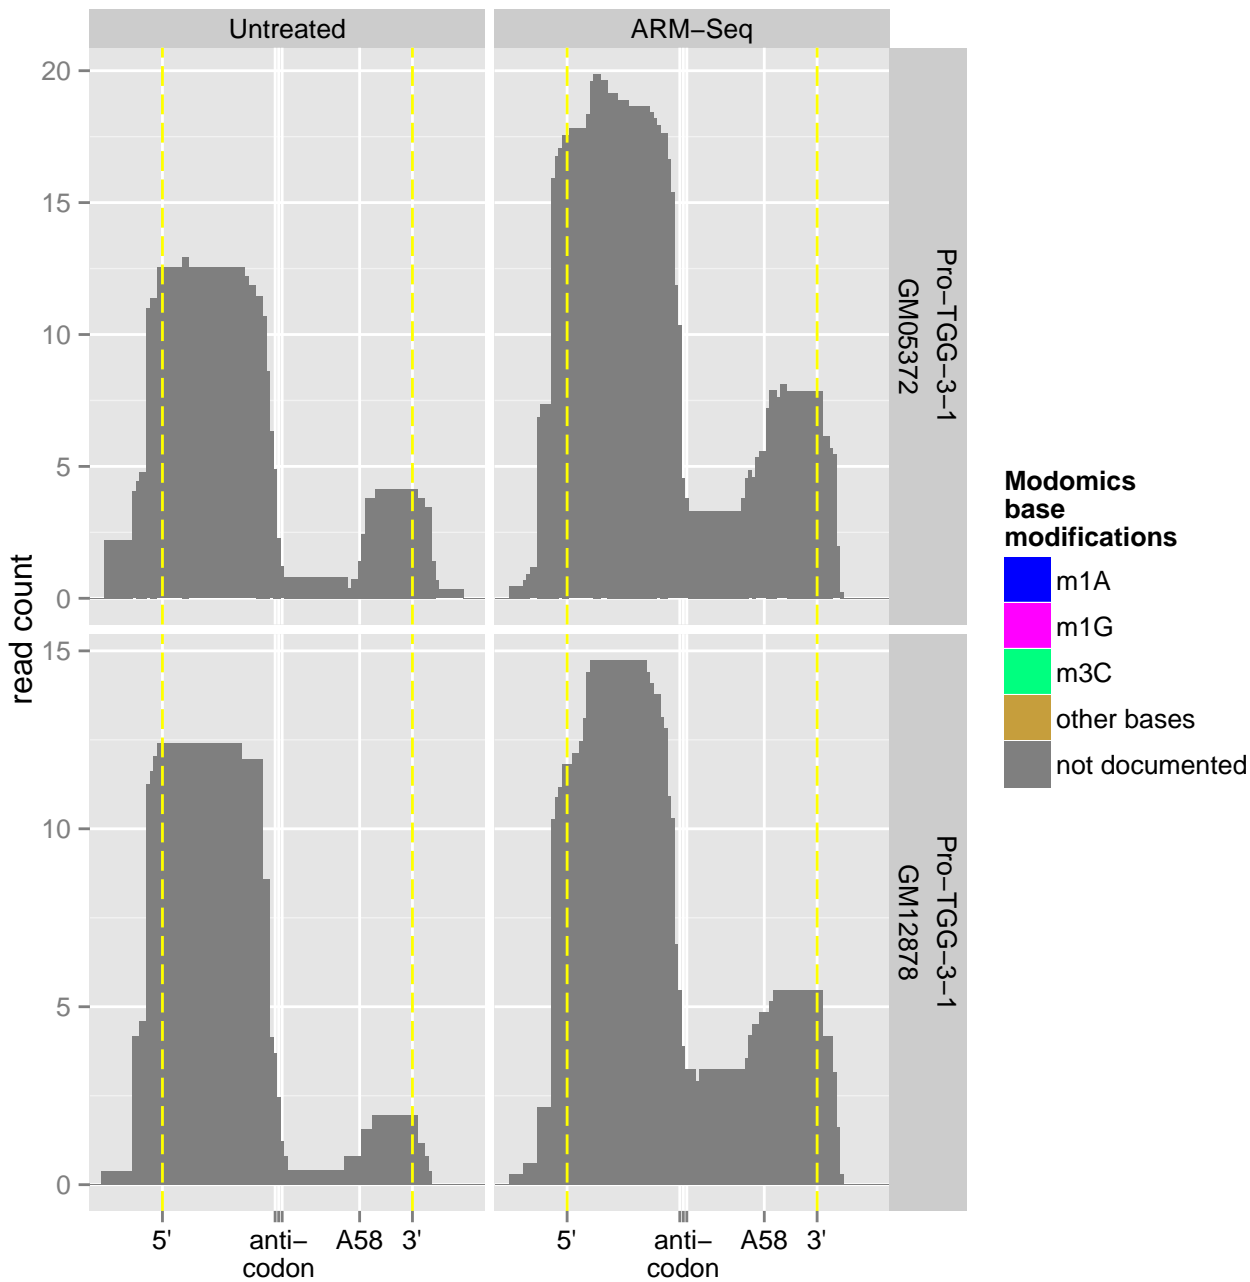 Untreated
ARM−Seq
20
15
10
5
0
Pro−TGG−3−1
GM05372
15
10
5
0
Pro−TGG−3−1
GM12878
read count
5'
anti−
codon
A58
3'
5'
anti−
codon
A58
3'
Modomics
base
modifications
m1A
m1G
m3C
other bases
not documented